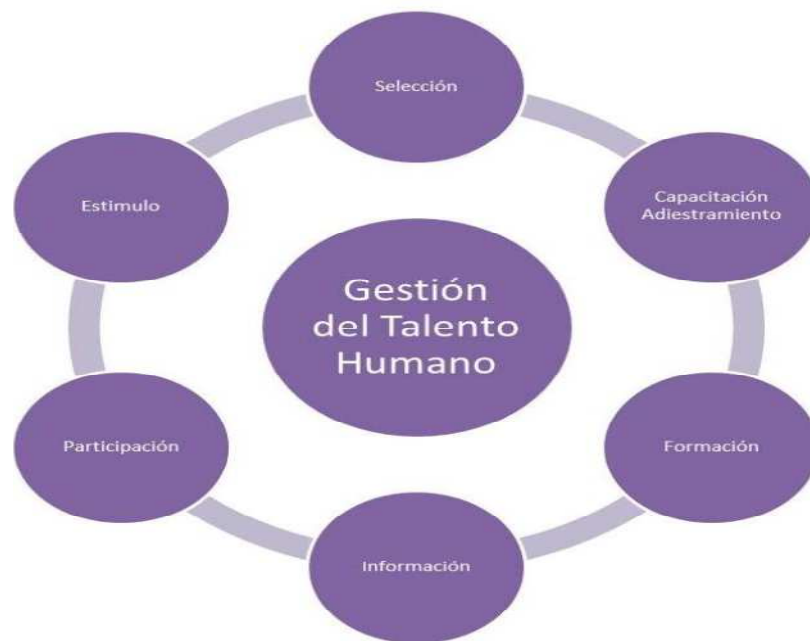 Selección
Capacitación
Adiestramiento
Formación
Información
Participación
Estimulo
Gestión
del Talento
Humano